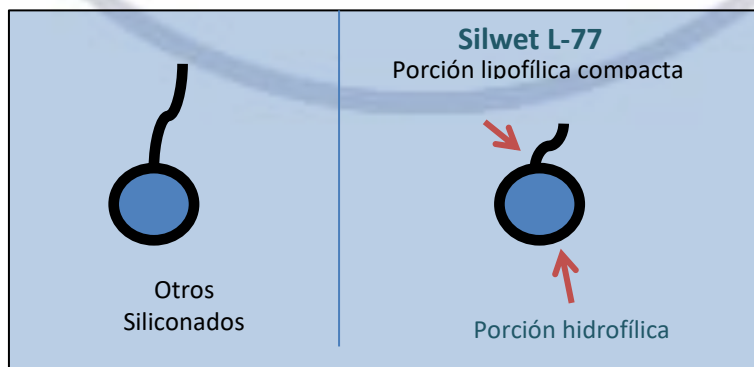 Otros
Siliconados
Silwet L-77
Porción lipofílica compacta
Porción hidrofílica